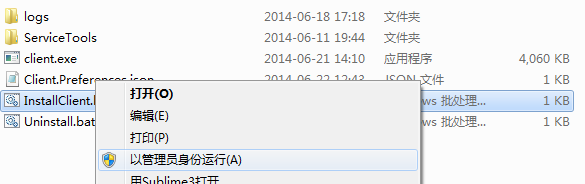 logs 2014-06-18 17:18 文件夹
ServiceTools 2014-06-11 19:44 文件夹
client.exe 2014-06-21 14:10 应用程序 4,060 KB
Client.Preferences.json 2014-06-22 12:43 JSON 文件 1 KB
InstallClient. 批处理... 1 KB
Uninstall.bat 批处理... 1 KB
打开(O)
编辑(E)
打印(P)
以管理员身份运行(A)
用Sublime3打开